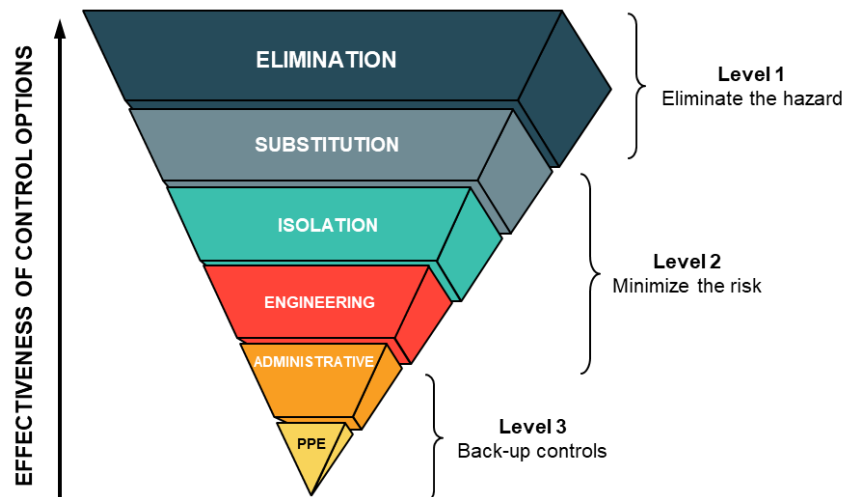 EFFECTIVENESS OF CONTROL OPTIONS
ELIMINATION
Level 1
Eliminate the hazard
SUBSTITUTION
ISOLATION
Level 2
Minimize the risk
ENGINEERING
ADMINISTRATIVE
Level 3
Back-up controls
PPE